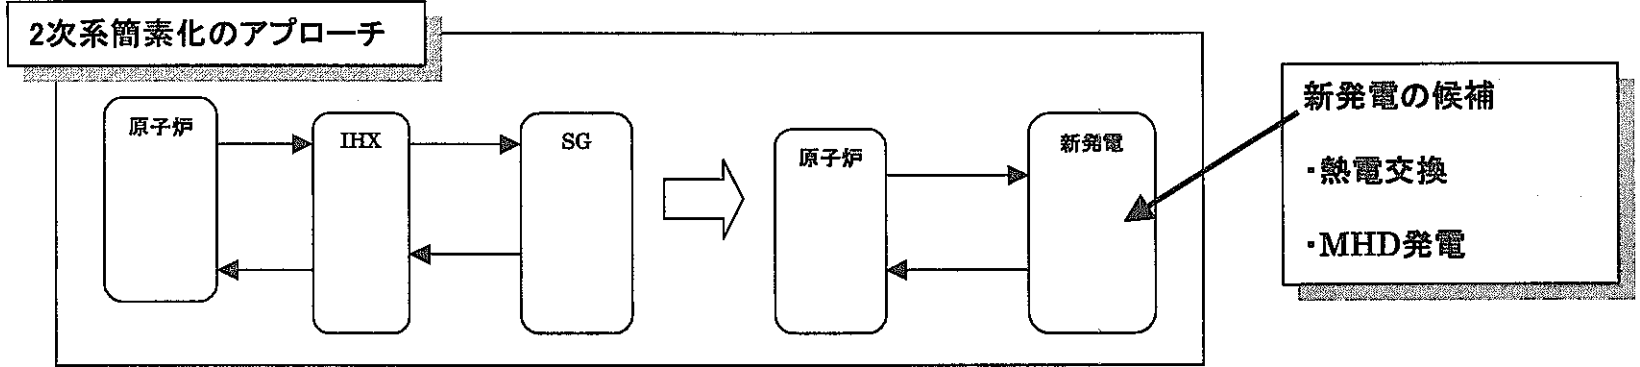 2次系簡素化のアプローチ
原子炉
IHX
SG
原子炉
新発電
新発電の候補
・熱電交換
・MHD発電